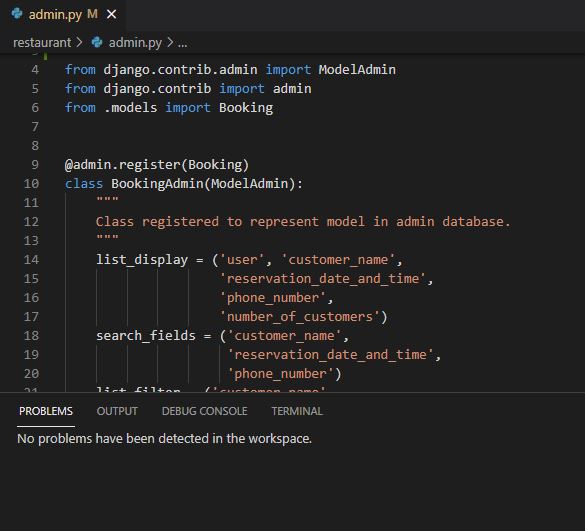 admin.py M ×
restaurant > admin.py > ...
3
4 from django.contrib.admin import ModelAdmin
5 from django.contrib import admin
6 from .models import Booking
7
8
9 @admin.register(Booking)
10 class BookingAdmin(ModelAdmin):
11     """
12     Class registered to represent model in admin database.
13     """
14     list_display = ('user', 'customer_name',
15                     'reservation_date_and_time',
16                     'phone_number',
17                     'number_of_customers')
18     search_fields = ('customer_name',
19                      'reservation_date_and_time',
20                      'phone_number')
21     list_filter = ('customer_name',
PROBLEMS OUTPUT DEBUG CONSOLE TERMINAL
No problems have been detected in the workspace.